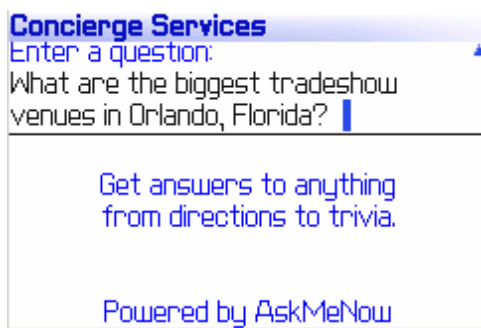 Concierge Services
Enter a question:
What are the biggest tradeshow
venues in Orlando, Florida?
Get answers to anything
from directions to trivia.
Powered by AskMeNow